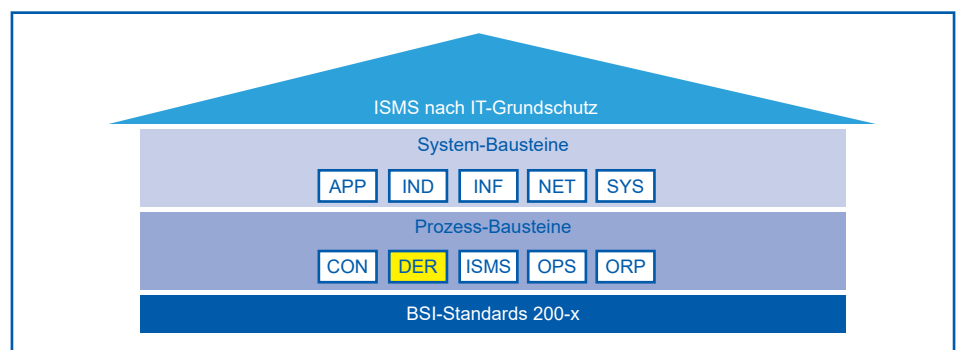 ISMS nach IT-Grundschutz
System-Bausteine
APP IND INF NET SYS
Prozess-Bausteine
CON DER ISMS OPS ORP
BSI-Standards 200-x